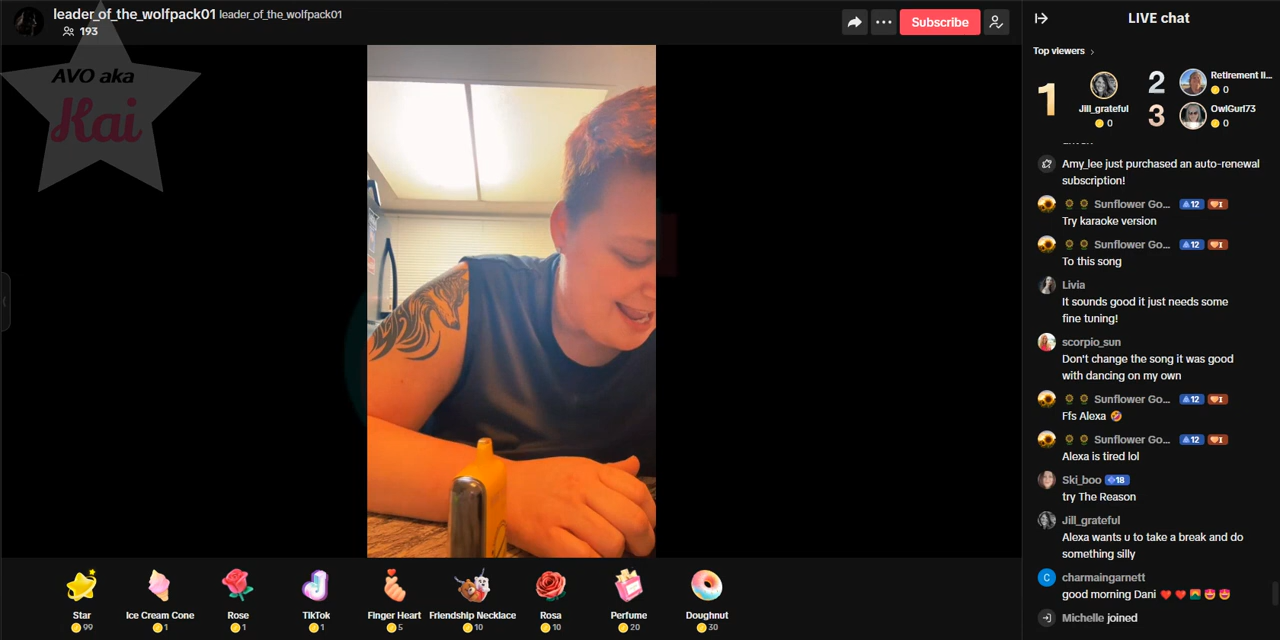 leader_of_the_wolfpack01 leader_of_the_wolfpack01
193
Subscribe
AVO aka
Kai
LIVE chat
Top viewers
1
Jill_grateful
0
2
Retirement li...
0
3
OwlGurl73
0
Amy_lee just purchased an auto-renewal
subscription!
Sunflower Go... 12 I
Try karaoke version
Sunflower Go... 12 I
To this song
Livia
It sounds good it just needs some
fine tuning!
scorpio_sun
Don't change the song it was good
with dancing on my own
Sunflower Go... 12 I
Ffs Alexa 🤣
Sunflower Go... 12 I
Alexa is tired lol
Ski_boo 18
try The Reason
Jill_grateful
Alexa wants u to take a break and do
something silly
C charmaingarnett
good morning Dani
Michelle joined
Star
99
Ice Cream Cone
1
Rose
1
TikTok
1
Finger Heart
5
Friendship Necklace
10
Rosa
10
Perfume
20
Doughnut
30